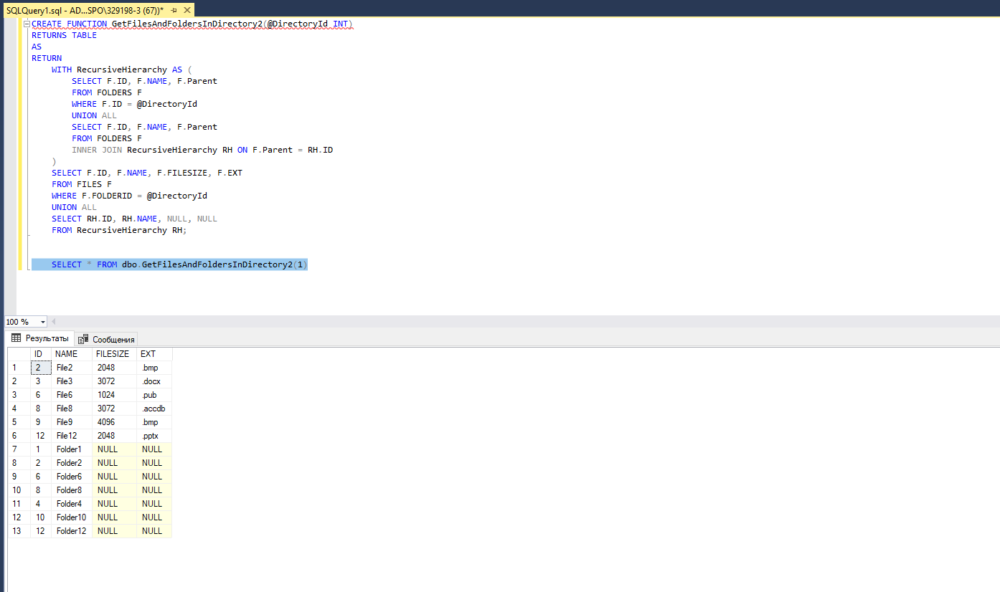 SQLQuery1.sql - AD...SPO\329198-3 (67))*
CREATE FUNCTION GetFilesAndFoldersInDirectory2(@DirectoryId INT)
RETURNS TABLE
AS
RETURN
WITH RecursiveHierarchy AS (
SELECT F.ID, F.NAME, F.Parent
FROM FOLDERS F
WHERE F.ID = @DirectoryId
UNION ALL
SELECT F.ID, F.NAME, F.Parent
FROM FOLDERS F
INNER JOIN RecursiveHierarchy RH ON F.Parent = RH.ID
)
SELECT F.ID, F.NAME, F.FILESIZE, F.EXT
FROM FILES F
WHERE F.FOLDERID = @DirectoryId
UNION ALL
SELECT RH.ID, RH.NAME, NULL, NULL
FROM RecursiveHierarchy RH;
SELECT * FROM dbo.GetFilesAndFoldersInDirectory2(1)
100 %
Результаты Сообщения
ID NAME FILESIZE EXT
1 2 File2 2048 .bmp
2 3 File3 3072 .docx
3 6 File6 1024 .pub
4 8 File8 3072 .accdb
5 9 File9 4096 .bmp
6 12 File12 2048 .pptx
7 1 Folder1 NULL NULL
8 2 Folder2 NULL NULL
9 6 Folder6 NULL NULL
10 8 Folder8 NULL NULL
11 4 Folder4 NULL NULL
12 10 Folder10 NULL NULL
13 12 Folder12 NULL NULL